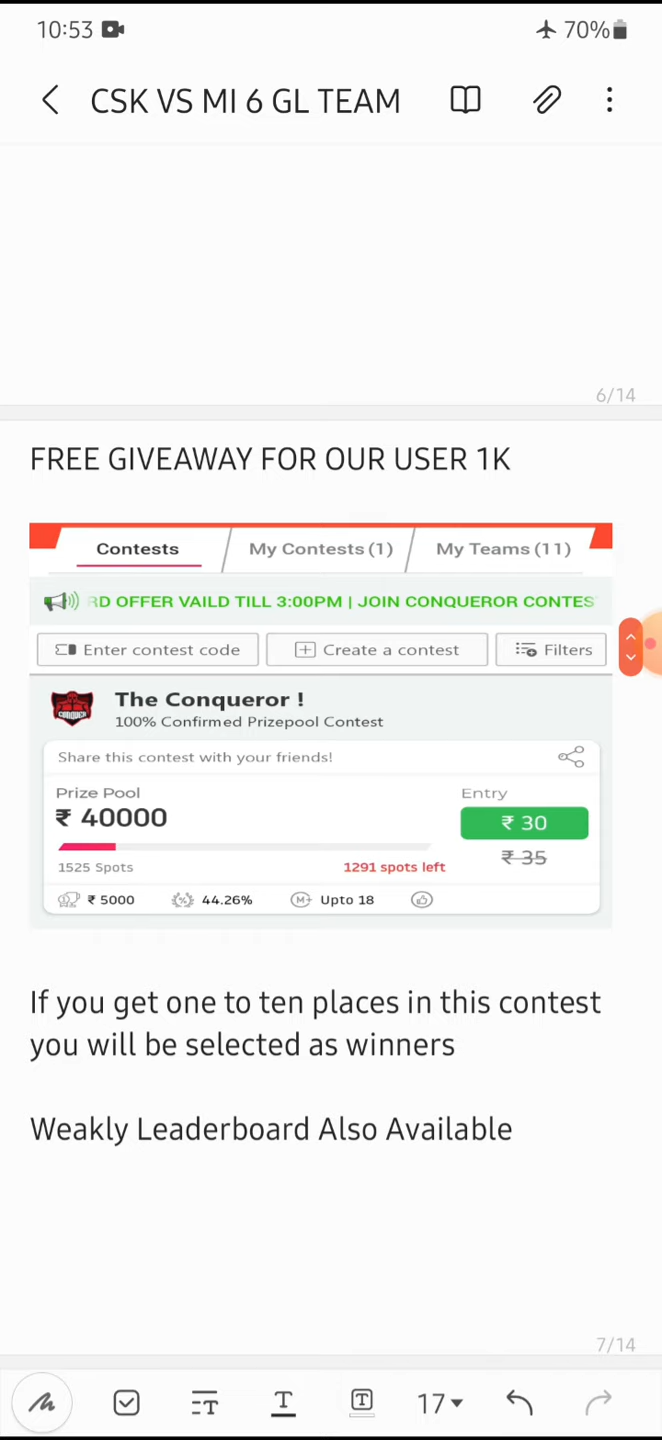 10:53
70%
CSK VS MI 6 GL TEAM
6/14
FREE GIVEAWAY FOR OUR USER 1K
Contests
My Contests (1)
My Teams (11)
RD OFFER VAILD TILL 3:00PM | JOIN CONQUEROR CONTES
Enter contest code
Create a contest
Filters
CONQUER
The Conqueror !
100% Confirmed Prizepool Contest
Share this contest with your friends!
Prize Pool
Entry
₹ 40000
₹ 30
₹ 35
1525 Spots
1291 spots left
₹ 5000
44.26%
M+
Upto 18
If you get one to ten places in this contest
you will be selected as winners
Weakly Leaderboard Also Available
7/14
T
T
T
17